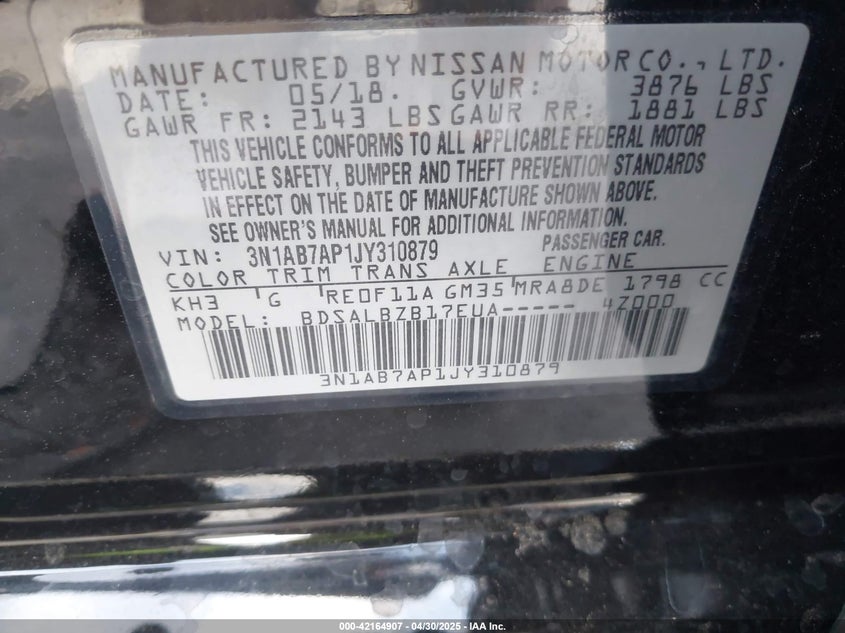 MANUFACTURED BY NISSAN MOTOR CO., LTD.
DATE: 05/18. GVWR: 3876 LBS
GAWR FR: 2143 LBS GAWR RR: 1881 LBS
THIS VEHICLE CONFORMS TO ALL APPLICABLE FEDERAL MOTOR
VEHICLE SAFETY, BUMPER AND THEFT PREVENTION STANDARDS
IN EFFECT ON THE DATE OF MANUFACTURE SHOWN ABOVE.
SEE OWNER'S MANUAL FOR ADDITIONAL INFORMATION.
VIN: 3N1AB7AP1JY310879 PASSENGER CAR.
COLOR TRIM TRANS AXLE ENGINE
KH3 G RE0F11A GM35 MRA8DE 1798 CC
MODEL: BDSALBZB17EUA----- 4Z000
3N1AB7AP1JY310879
000-42164907 - 04/30/2025 - IAA Inc.